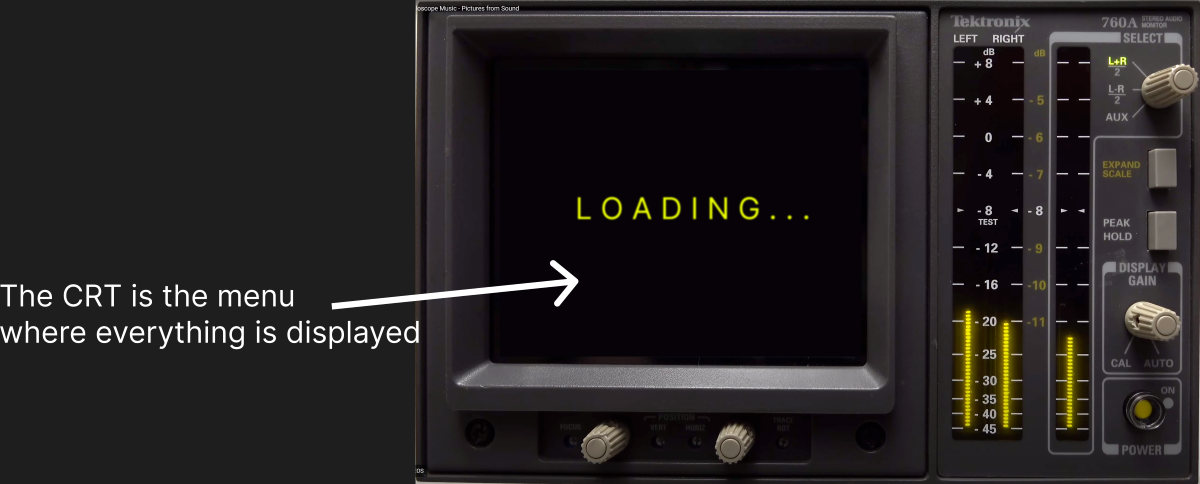 oscope Music - Pictures from Sound
Tektronix
760A STEREO AUDIO
MONITOR
LEFT RIGHT
SELECT
dB
dB
+ 8
L+R
2
+ 4
- 5
L-R
2
AUX
0
- 6
EXPAND
SCALE
- 4
- 7
LOADING...
- 8
- 8
TEST
PEAK
HOLD
- 12
- 9
DISPLAY
GAIN
- 16
-10
The CRT is the menu
where everything is displayed
- 20
-11
- 25
CAL AUTO
- 30
- 35
ON
- 40
- 45
POSITION
FOCUS
VERT
HORIZ
POWER